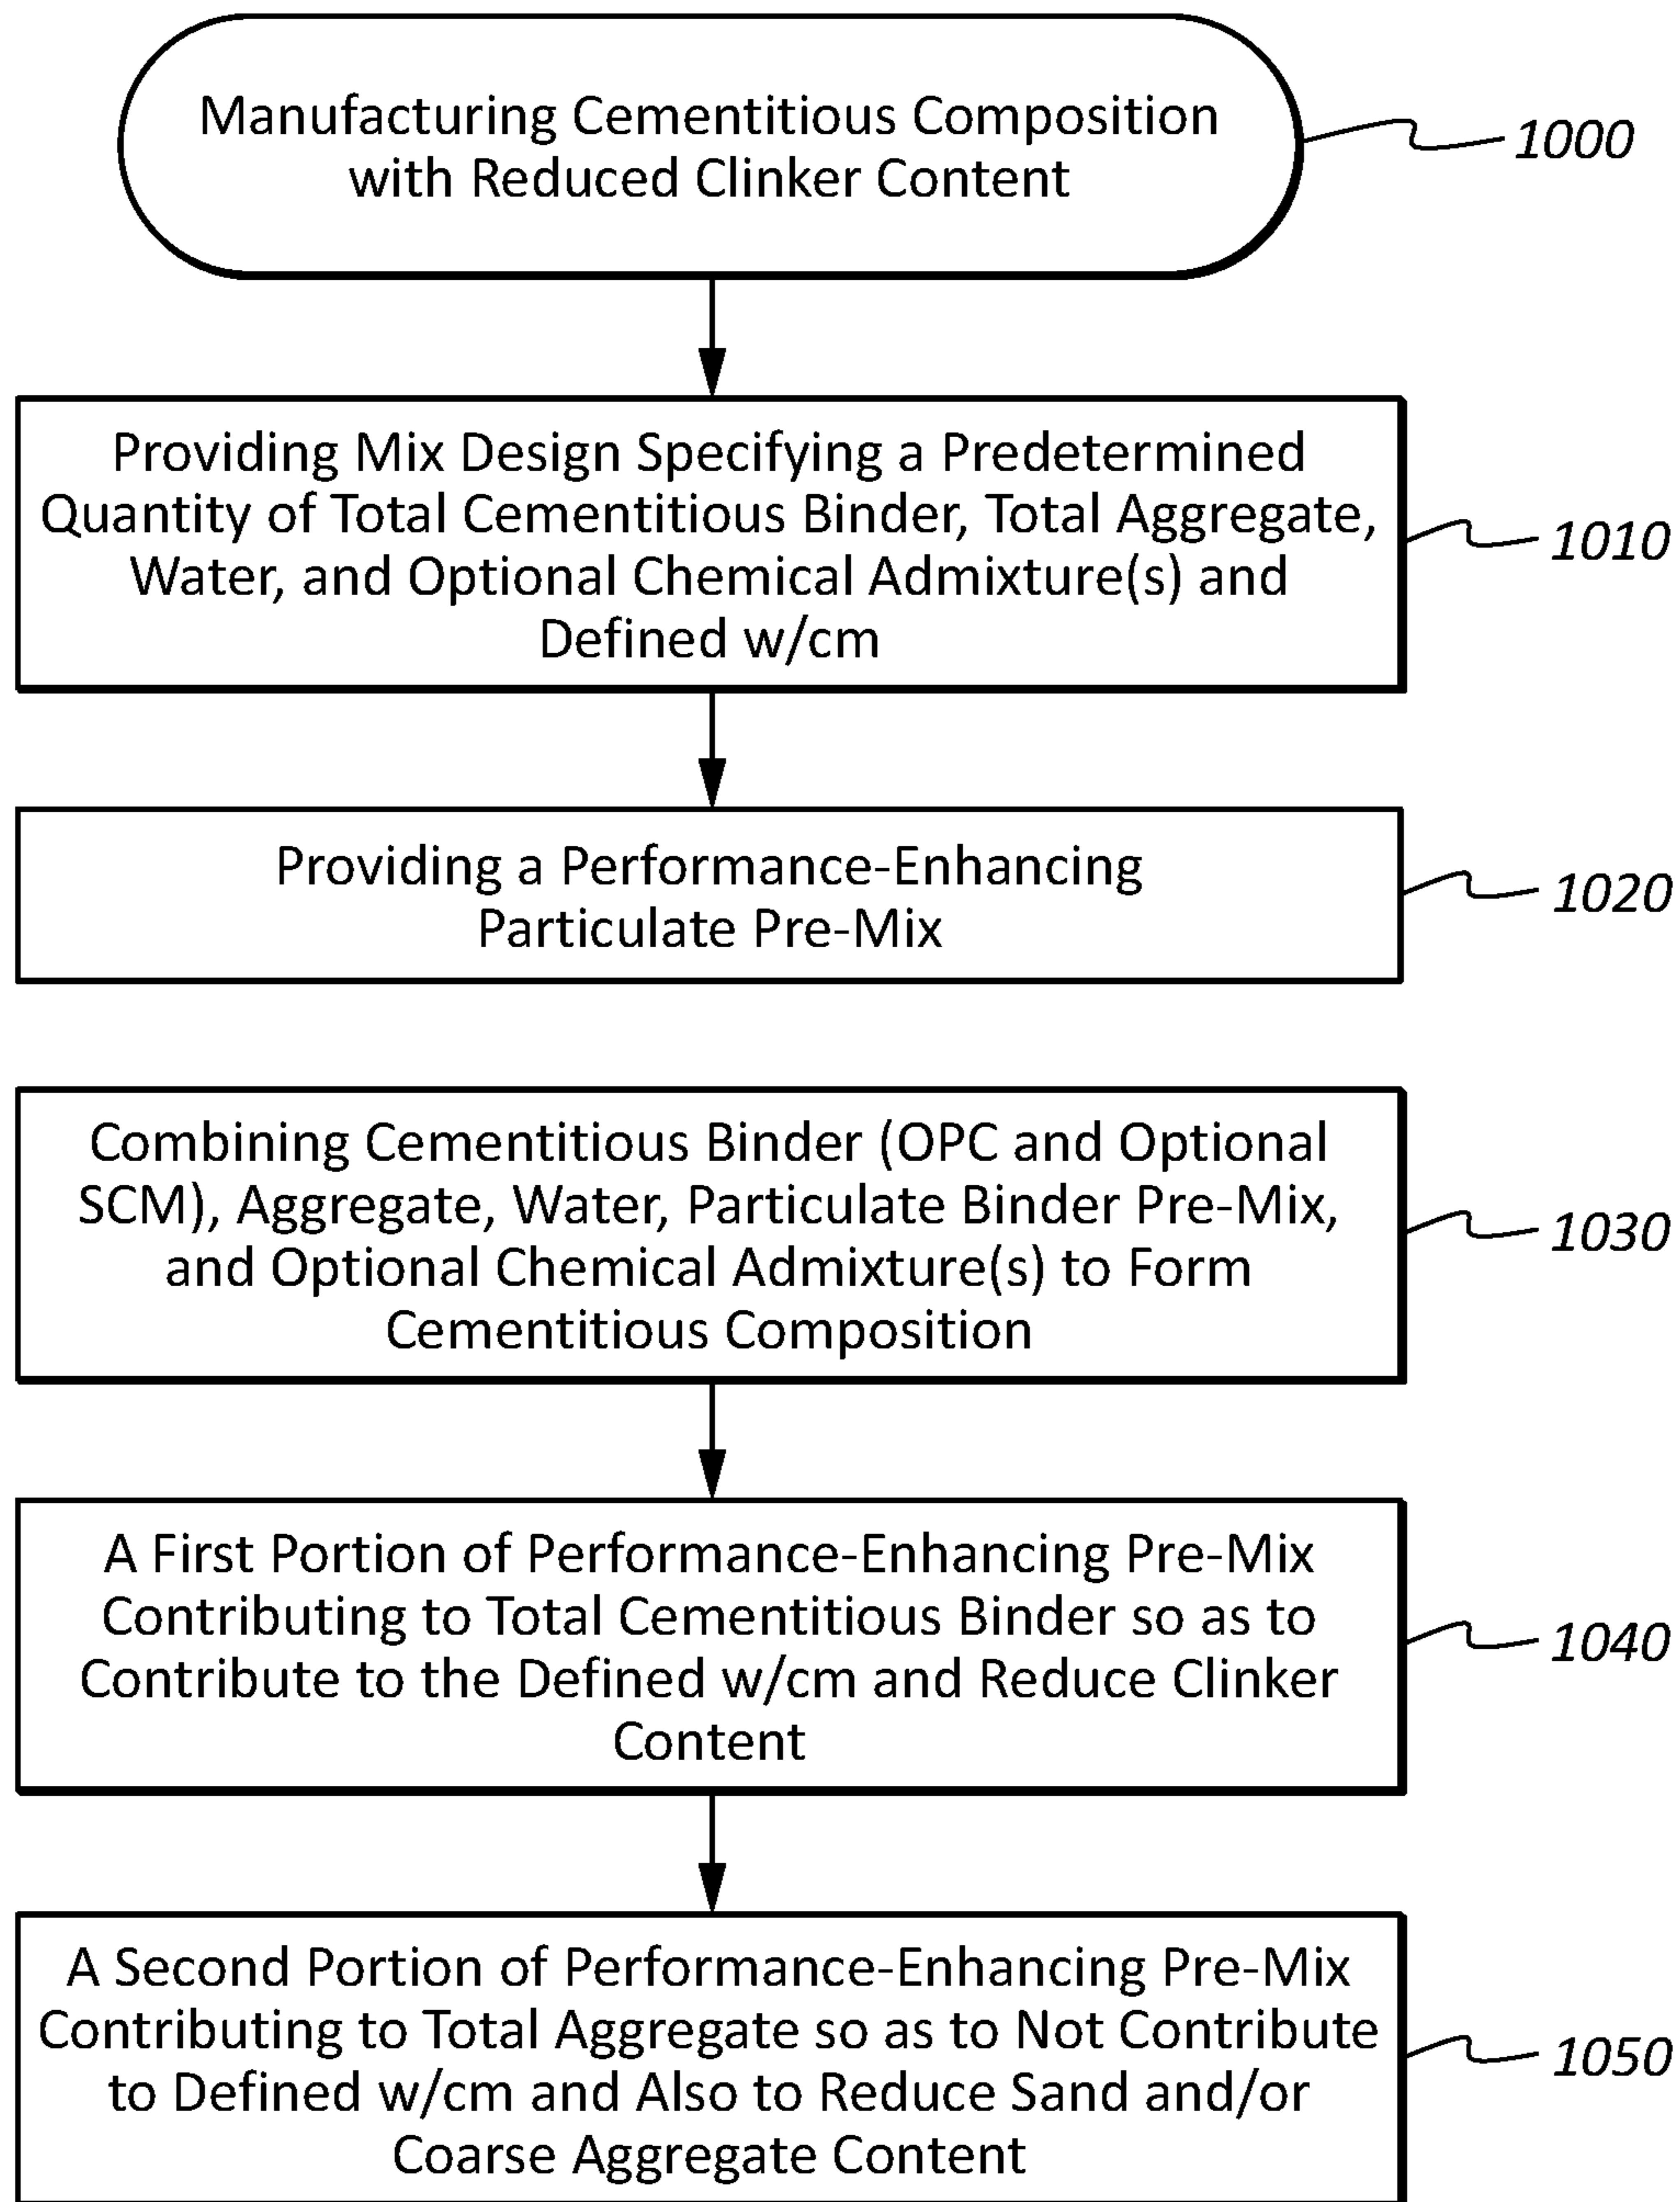 Manufacturing Cementitious Composition
with Reduced Clinker Content
1000
Providing Mix Design Specifying a Predetermined
Quantity of Total Cementitious Binder, Total Aggregate,
Water, and Optional Chemical Admixture(s) and
Defined w/cm
1010
Providing a Performance-Enhancing
Particulate Pre-Mix
1020
Combining Cementitious Binder (OPC and Optional
SCM), Aggregate, Water, Particulate Binder Pre-Mix,
and Optional Chemical Admixture(s) to Form
Cementitious Composition
1030
A First Portion of Performance-Enhancing Pre-Mix
Contributing to Total Cementitious Binder so as to
Contribute to the Defined w/cm and Reduce Clinker
Content
1040
A Second Portion of Performance-Enhancing Pre-Mix
Contributing to Total Aggregate so as to Not Contribute
to Defined w/cm and Also to Reduce Sand and/or
Coarse Aggregate Content
1050